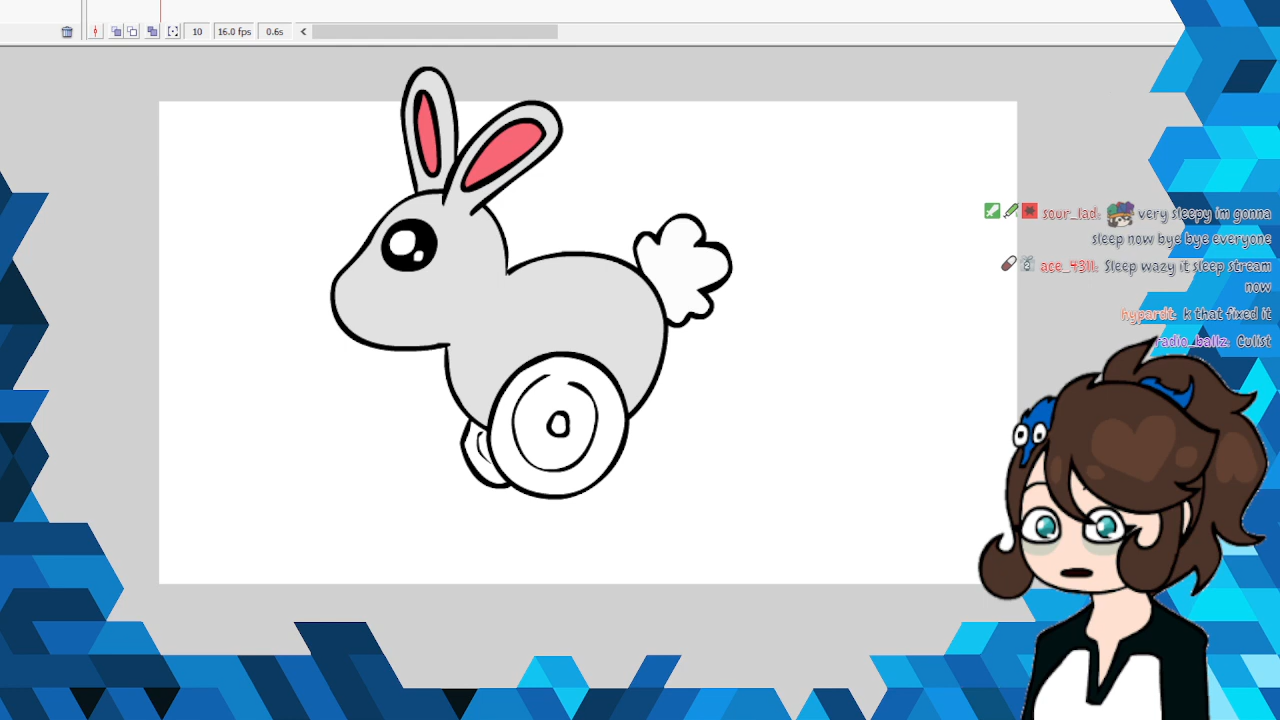 10 16.0 fps 0.6s
sour_lad: very sleepy im gonna
sleep now bye bye everyone
ace_4311: Sleep wazy it sleep stream
now
hypardt: k that fixed it
radio_ballz: Culist